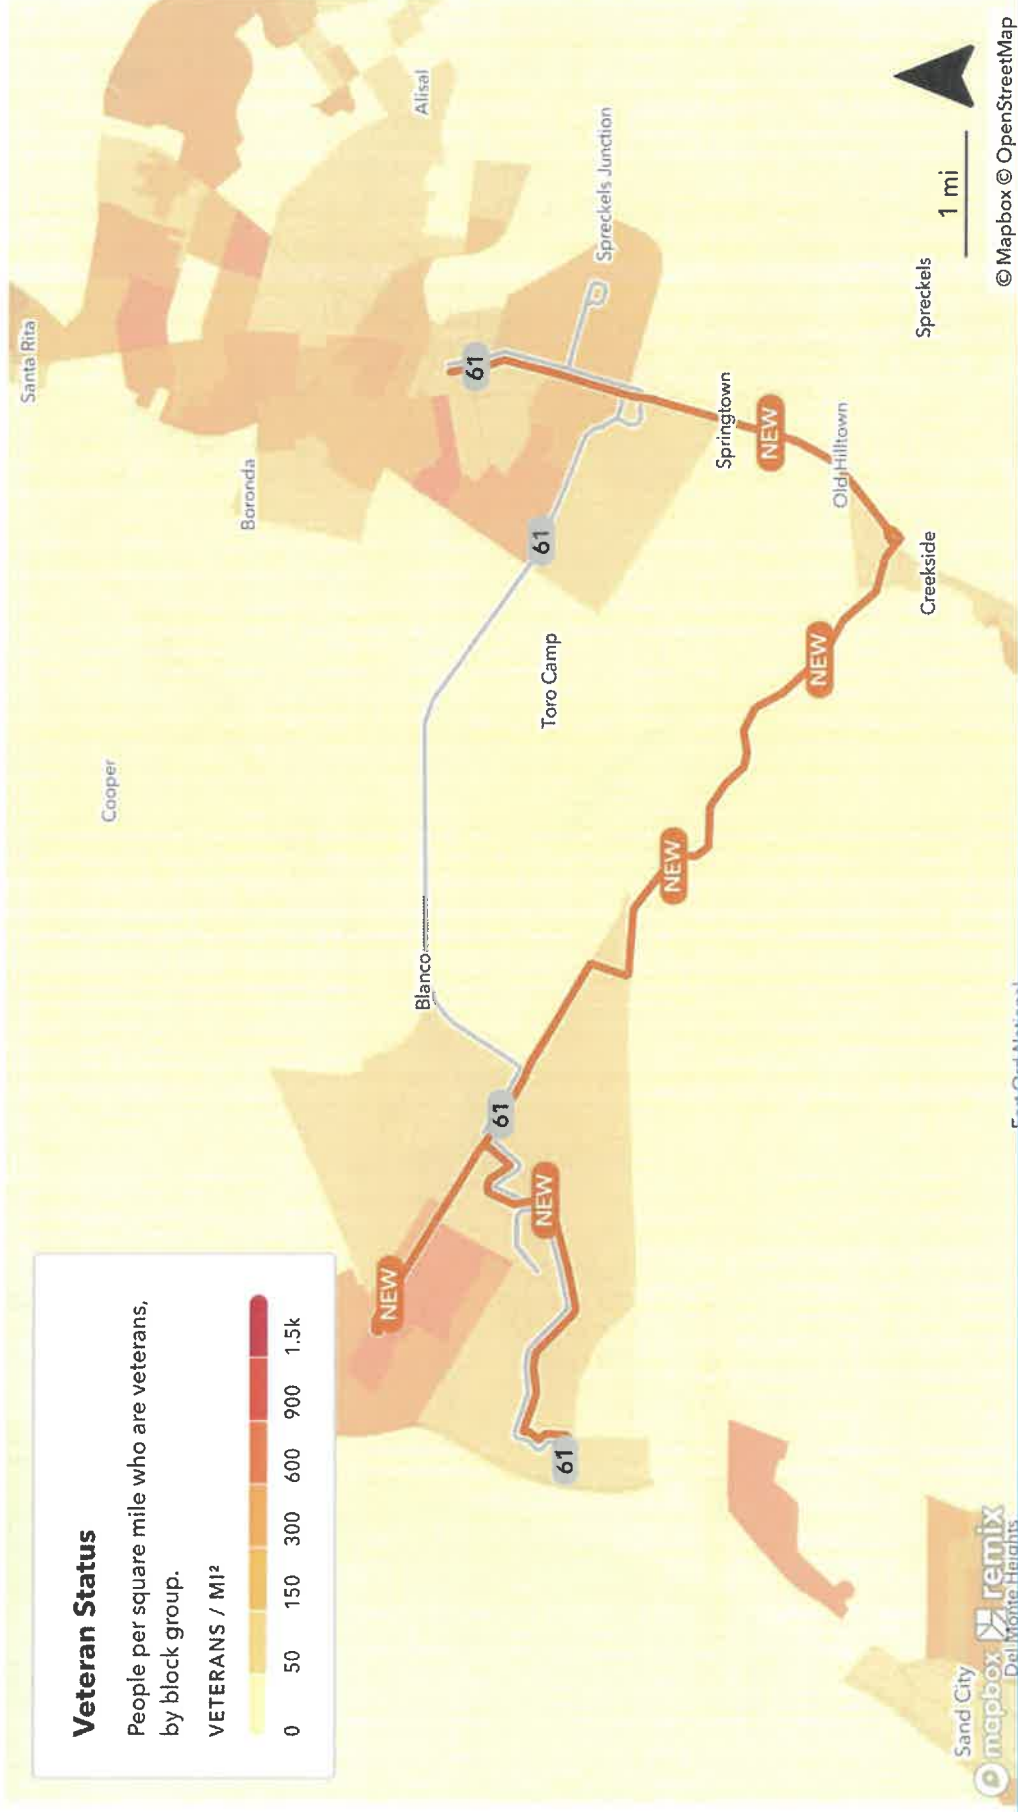 Veteran Status
People per square mile who are veterans,
by block group.
VETERANS / MI²
0 50 150 300 600 900 1.5k
Santa Rita
Boronda
Cooper
Alisal
Spreckels Junction
61
61
Toro Camp
Blanco
61
NEW
NEW
61
NEW
NEW
NEW
Springtown
Old Hilltown
Creekside
Spreckels
1 mi
Sand City
Del Monte Heights
Fort Ord National
mapbox remix
© Mapbox © OpenStreetMap